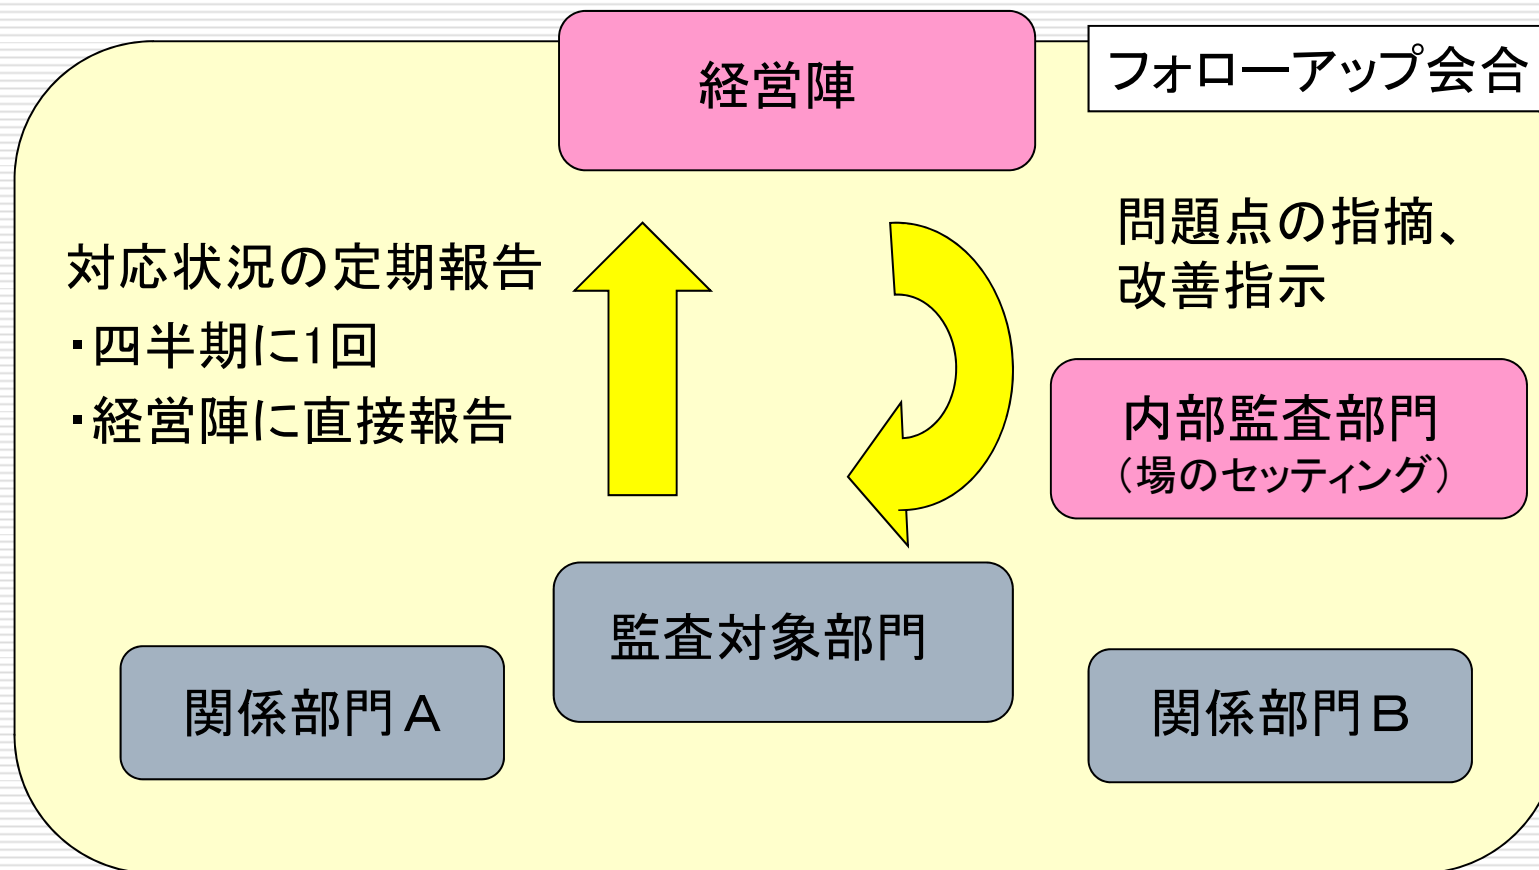 経営陣
フォローアップ会合
対応状況の定期報告
・四半期に1回
・経営陣に直接報告
問題点の指摘、
改善指示
内部監査部門
（場のセッティング）
監査対象部門
関係部門Ａ
関係部門Ｂ